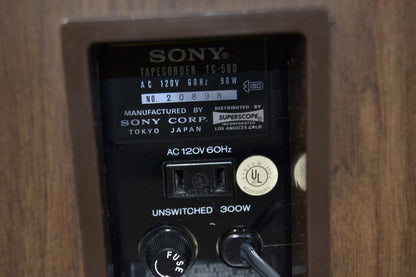 SONY®
TAPECORDER TC-580
AC 120V 60Hz 90W
NO. 20898
MANUFACTURED BY
SONY CORP.
TOKYO JAPAN
DISTRIBUTED BY
SUPERSCOPE
INCORPORATED
LOS ANGELES CALIF.
AC 120V 60Hz
UL
UNSWITCHED 300W
FUSE